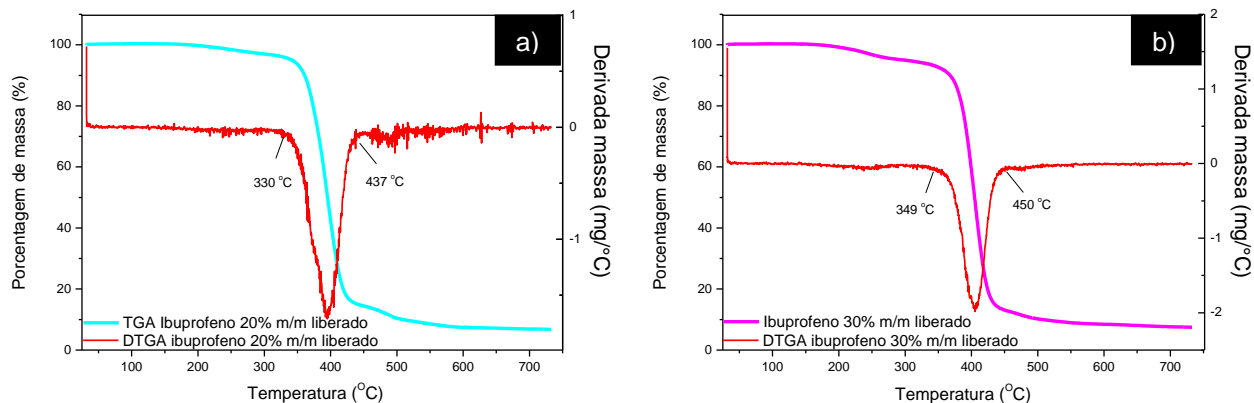 a)
Porcentagem de massa (%)
100
80
60
40
20
0
1
0
-1
Derivada massa (mg/°C)
330 °C
437 °C
TGA Ibuprofeno 20% m/m liberado
DTGA ibuprofeno 20% m/m liberado
100 200 300 400 500 600 700
Temperatura (°C)
b)
Porcentagem de massa (%)
100
80
60
40
20
0
2
1
0
-1
-2
Derivada massa (mg/°C)
349 °C
450 °C
Ibuprofeno 30% m/m liberado
DTGA ibuprofeno 30% m/m liberado
100 200 300 400 500 600 700
Temperatura (°C)